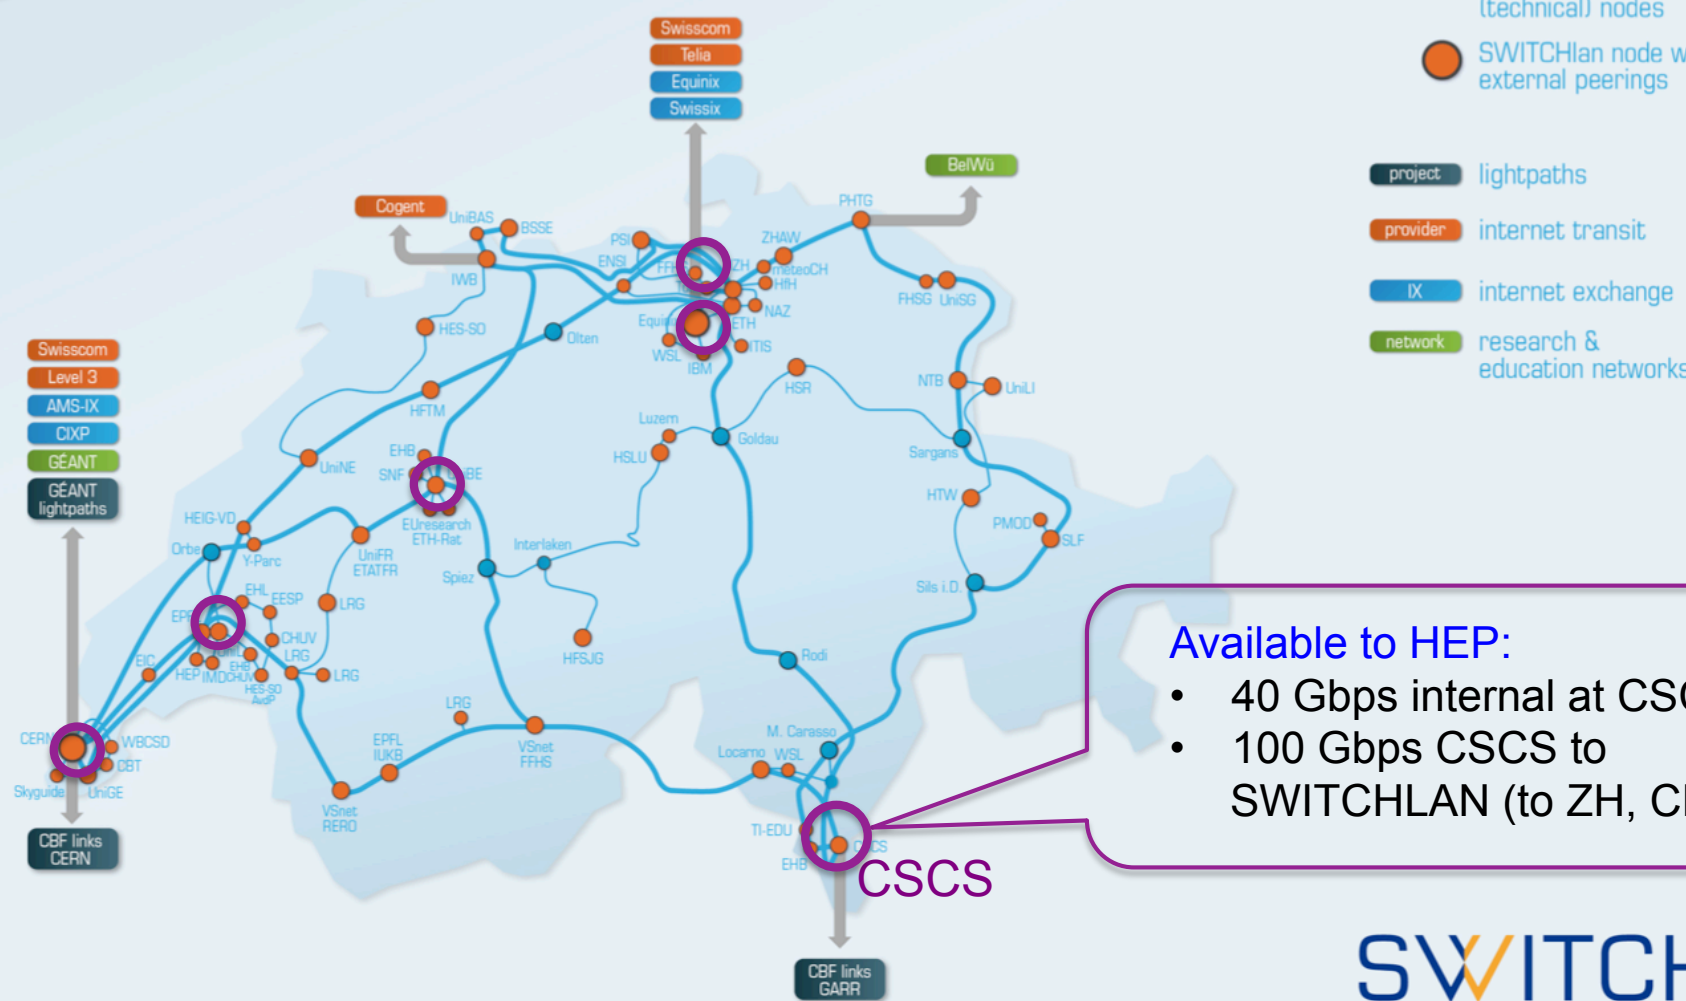 (technical) nodes
SWITCHlan node w
external peerings
project lightpaths
provider internet transit
IX internet exchange
network research &
education networks
Swisscom
Telia
Equinix
Swissix
BelWü
Cogent
UniBAS
BSSE
IWB
PSI
ENSI
ZHAW
PHTG
meteoCH
HfH
NAZ
ETH
ITIS
WSL
IBM
FHSG UniSG
HES-SO
Olten
HFTM
UniNE
Swisscom
Level 3
AMS-IX
CIXP
GÉANT
GÉANT
lightpaths
EHB
SNF
EUresearch
ETH-Rat
Luzern
HSLU
Goldau
HSR
NTB
UniLI
Sargans
HTW
PMOD
SLF
Sils i.D.
HEIG-VD
Orbe
Y-Parc
UniFR
ETATFR
Spiez
Interlaken
HFSJG
EHL
EESP
LRG
CHUV
LRG
LRG
EIC
HEP
IMD
CHUV
EHB
HES-SO
AvdP
CERN
WBCSD
CBT
Skyguide
UniGE
CBF links
CERN
LRG
EPFL
IUKB
VSnet
RERO
VSnet
FFHS
Rodi
M. Carasso
Locarno
WSL
TI-EDU
EHB
CSCS
CBF links
GARR
Available to HEP:
• 40 Gbps internal at CSC
• 100 Gbps CSCS to
SWITCHLAN (to ZH, C
SWITCH